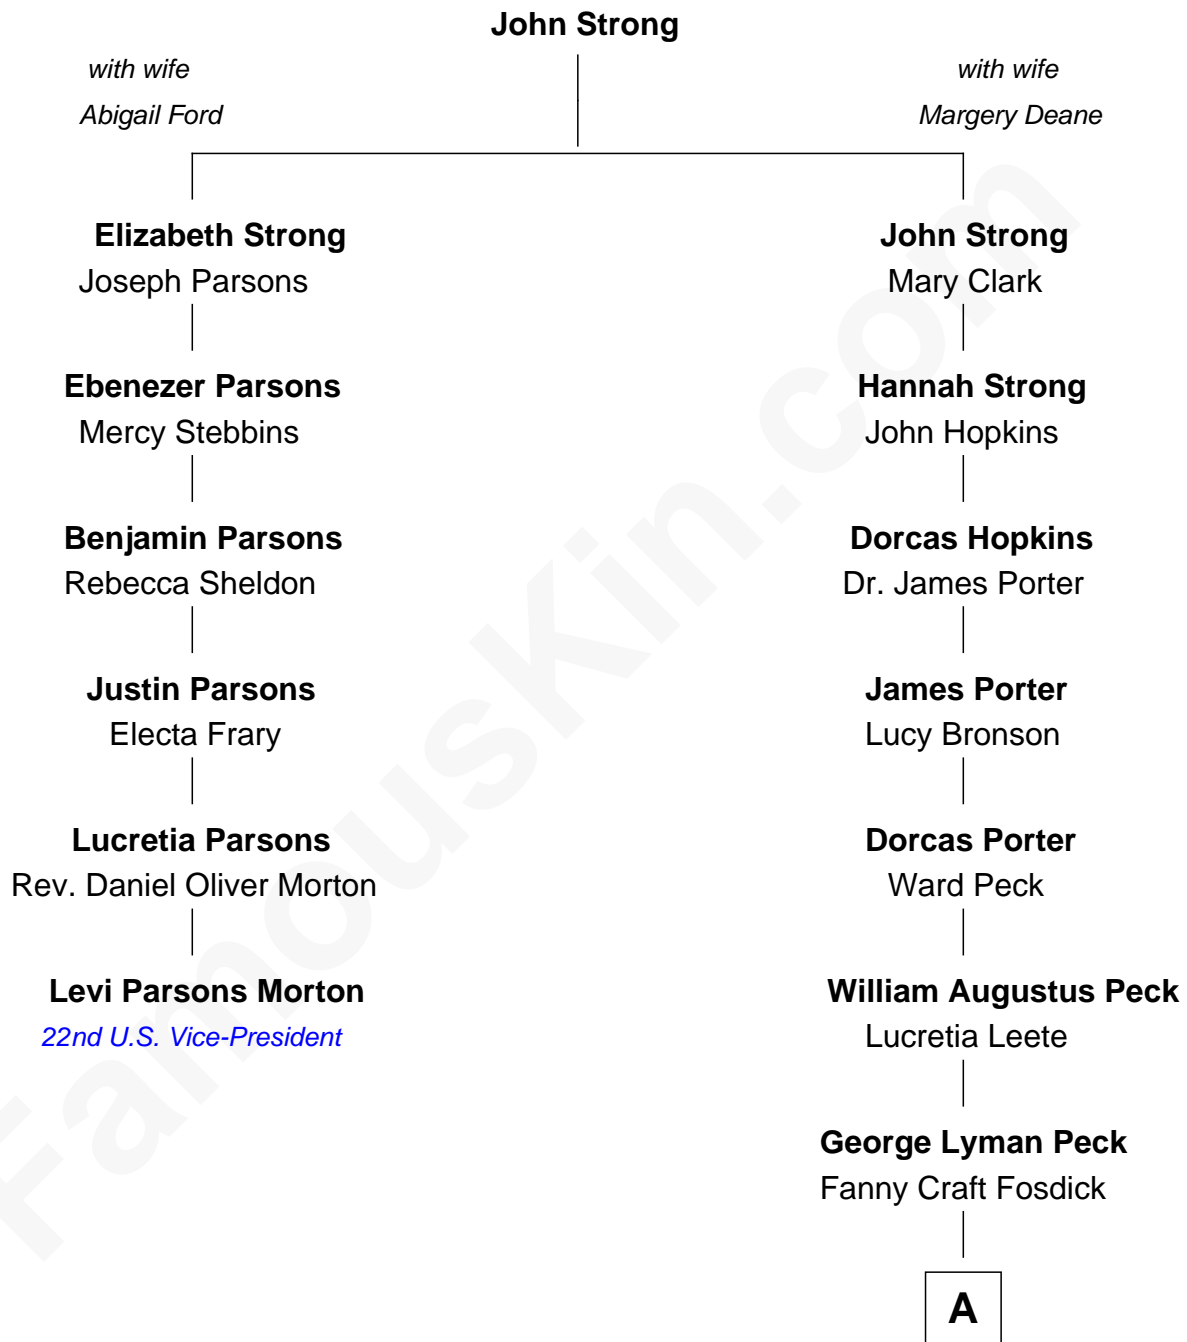 John Strong
with wife
Abigail Ford
with wife
Margery Deane
Elizabeth Strong
Joseph Parsons
John Strong
Mary Clark
Ebenezer Parsons
Mercy Stebbins
Hannah Strong
John Hopkins
Benjamin Parsons
Rebecca Sheldon
Dorcas Hopkins
Dr. James Porter
Justin Parsons
Electa Frary
James Porter
Lucy Bronson
Lucretia Parsons
Rev. Daniel Oliver Morton
Dorcas Porter
Ward Peck
Levi Parsons Morton
22nd U.S. Vice-President
William Augustus Peck
Lucretia Leete
George Lyman Peck
Fanny Craft Fosdick
A
FamousKin.com